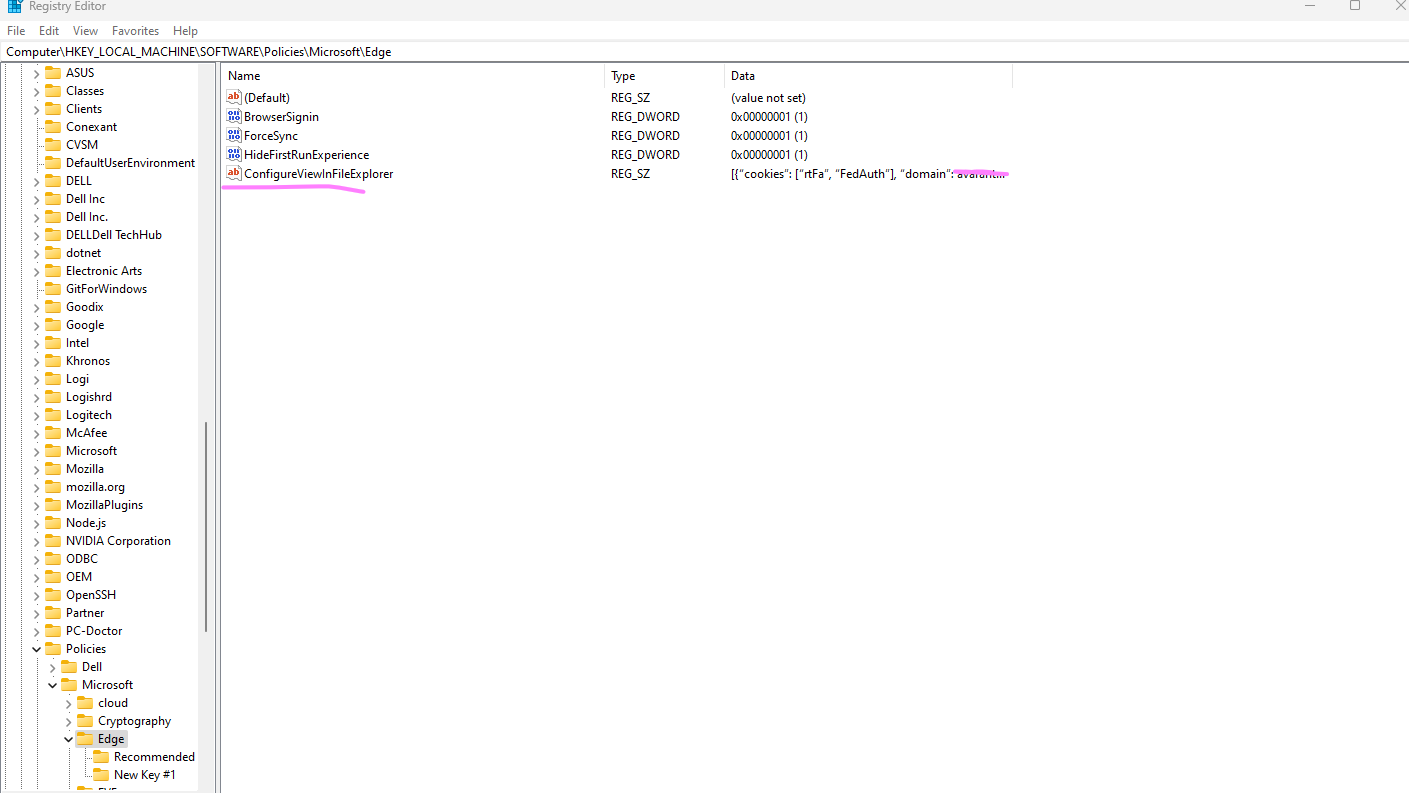 Registry Editor
File Edit View Favorites Help
Computer\HKEY_LOCAL_MACHINE\SOFTWARE\Policies\Microsoft\Edge
ASUS
Classes
Clients
Conexant
CVSM
DefaultUserEnvironment
DELL
Dell Inc
Dell Inc.
DELLDell TechHub
dotnet
Electronic Arts
GitForWindows
Goodix
Google
Intel
Khronos
Logi
Logishrd
Logitech
McAfee
Microsoft
Mozilla
mozilla.org
MozillaPlugins
Node.js
NVIDIA Corporation
ODBC
OEM
OpenSSH
Partner
PC-Doctor
Policies
Dell
Microsoft
cloud
Cryptography
Edge
Recommended
New Key #1
Name Type Data
(Default) REG_SZ (value not set)
BrowserSignin REG_DWORD 0x00000001 (1)
ForceSync REG_DWORD 0x00000001 (1)
HideFirstRunExperience REG_DWORD 0x00000001 (1)
ConfigureViewInFileExplorer REG_SZ [{“cookies”: [“rtFa”, “FedAuth”], “domain”: